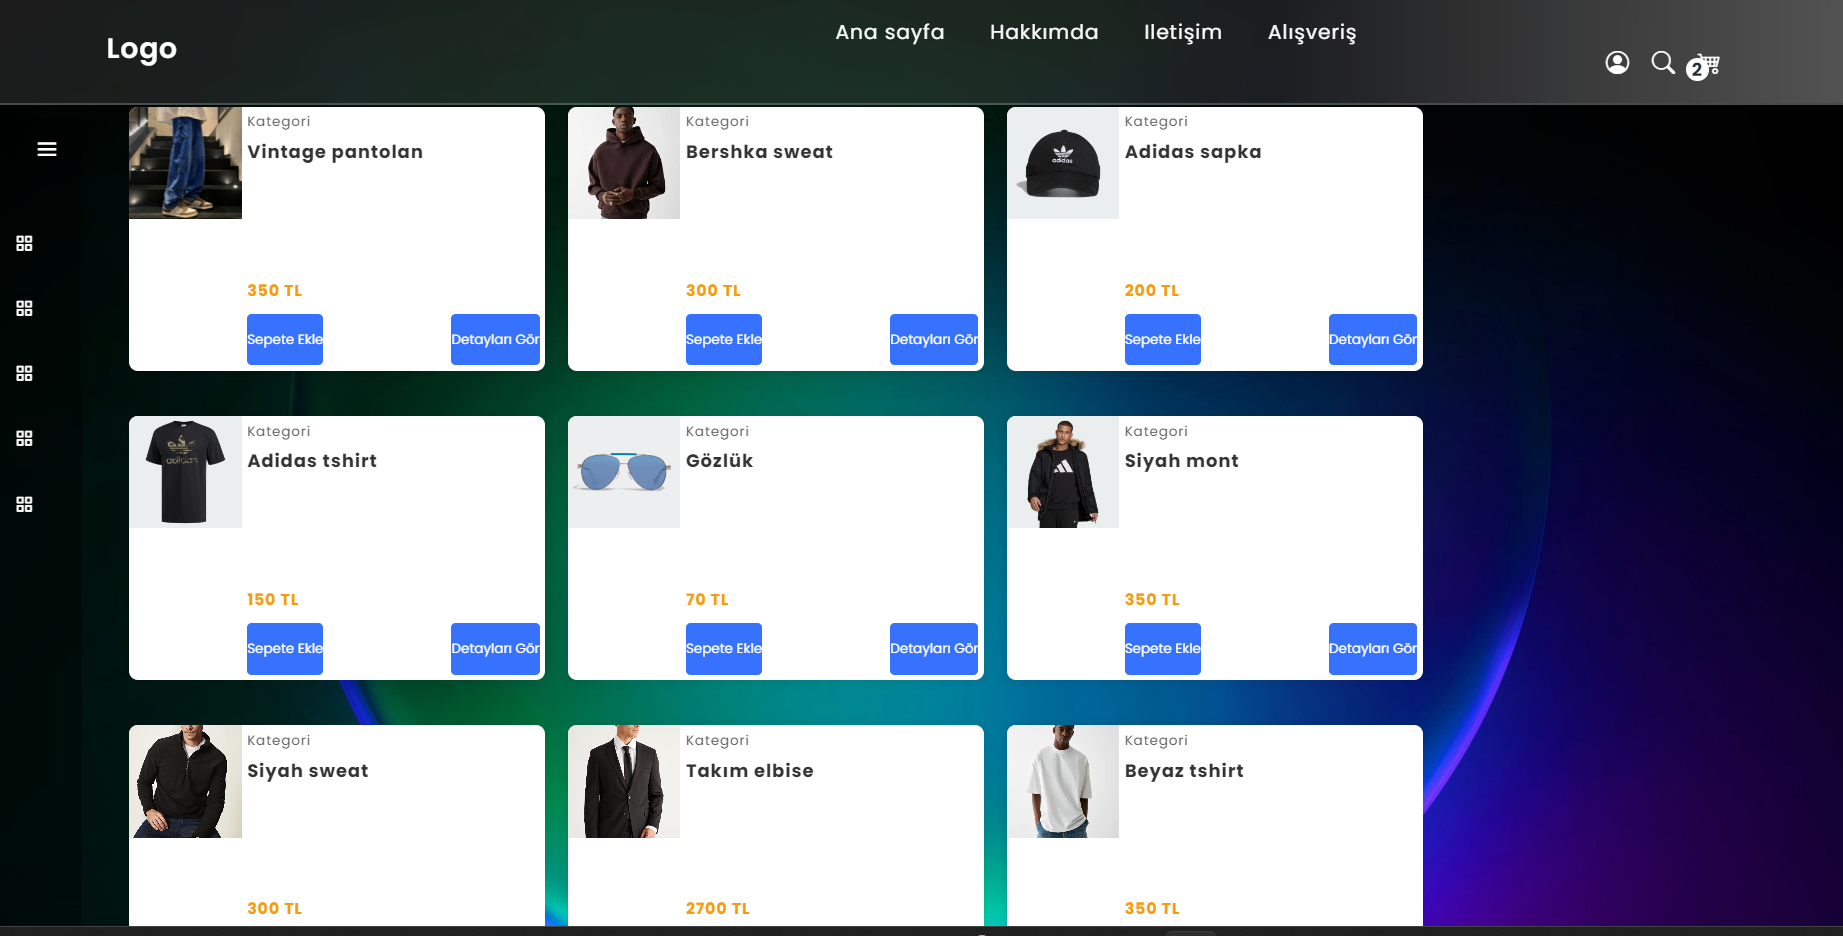 Logo
Ana sayfa Hakkımda Iletişim Alışveriş
2
Kategori
Vintage pantolan
350 TL
Sepete Ekle Detayları Gör
Kategori
Bershka sweat
300 TL
Sepete Ekle Detayları Gör
Kategori
Adidas sapka
adidas
200 TL
Sepete Ekle Detayları Gör
Kategori
Adidas tshirt
adidas
150 TL
Sepete Ekle Detayları Gör
Kategori
Gözlük
70 TL
Sepete Ekle Detayları Gör
Kategori
Siyah mont
350 TL
Sepete Ekle Detayları Gör
Kategori
Siyah sweat
300 TL
Kategori
Takım elbise
2700 TL
Kategori
Beyaz tshirt
350 TL